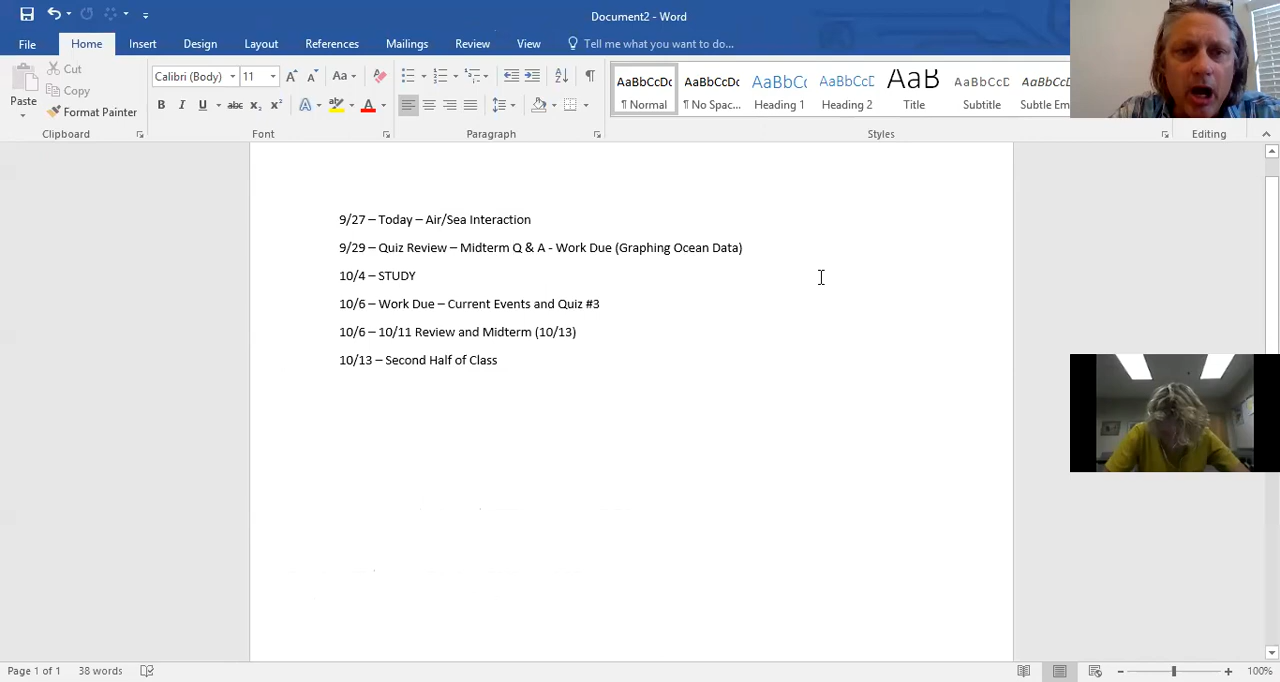 Document2 - Word
File Home Insert Design Layout References Mailings Review View Tell me what you want to do...
Paste
Cut
Copy
Format Painter
Clipboard
Calibri (Body) 11
Font
Paragraph
AaBbCcDc AaBbCcDc AaBbCcDc AaBbCcDc AaB AaBbCcD AaBbCcDc
¶ Normal ¶ No Spac... Heading 1 Heading 2 Title Subtitle Subtle Em
Styles
Editing
9/27 – Today – Air/Sea Interaction
9/29 – Quiz Review – Midterm Q & A - Work Due (Graphing Ocean Data)
10/4 – STUDY
10/6 – Work Due – Current Events and Quiz #3
10/6 – 10/11 Review and Midterm (10/13)
10/13 – Second Half of Class
Page 1 of 1 38 words 100%